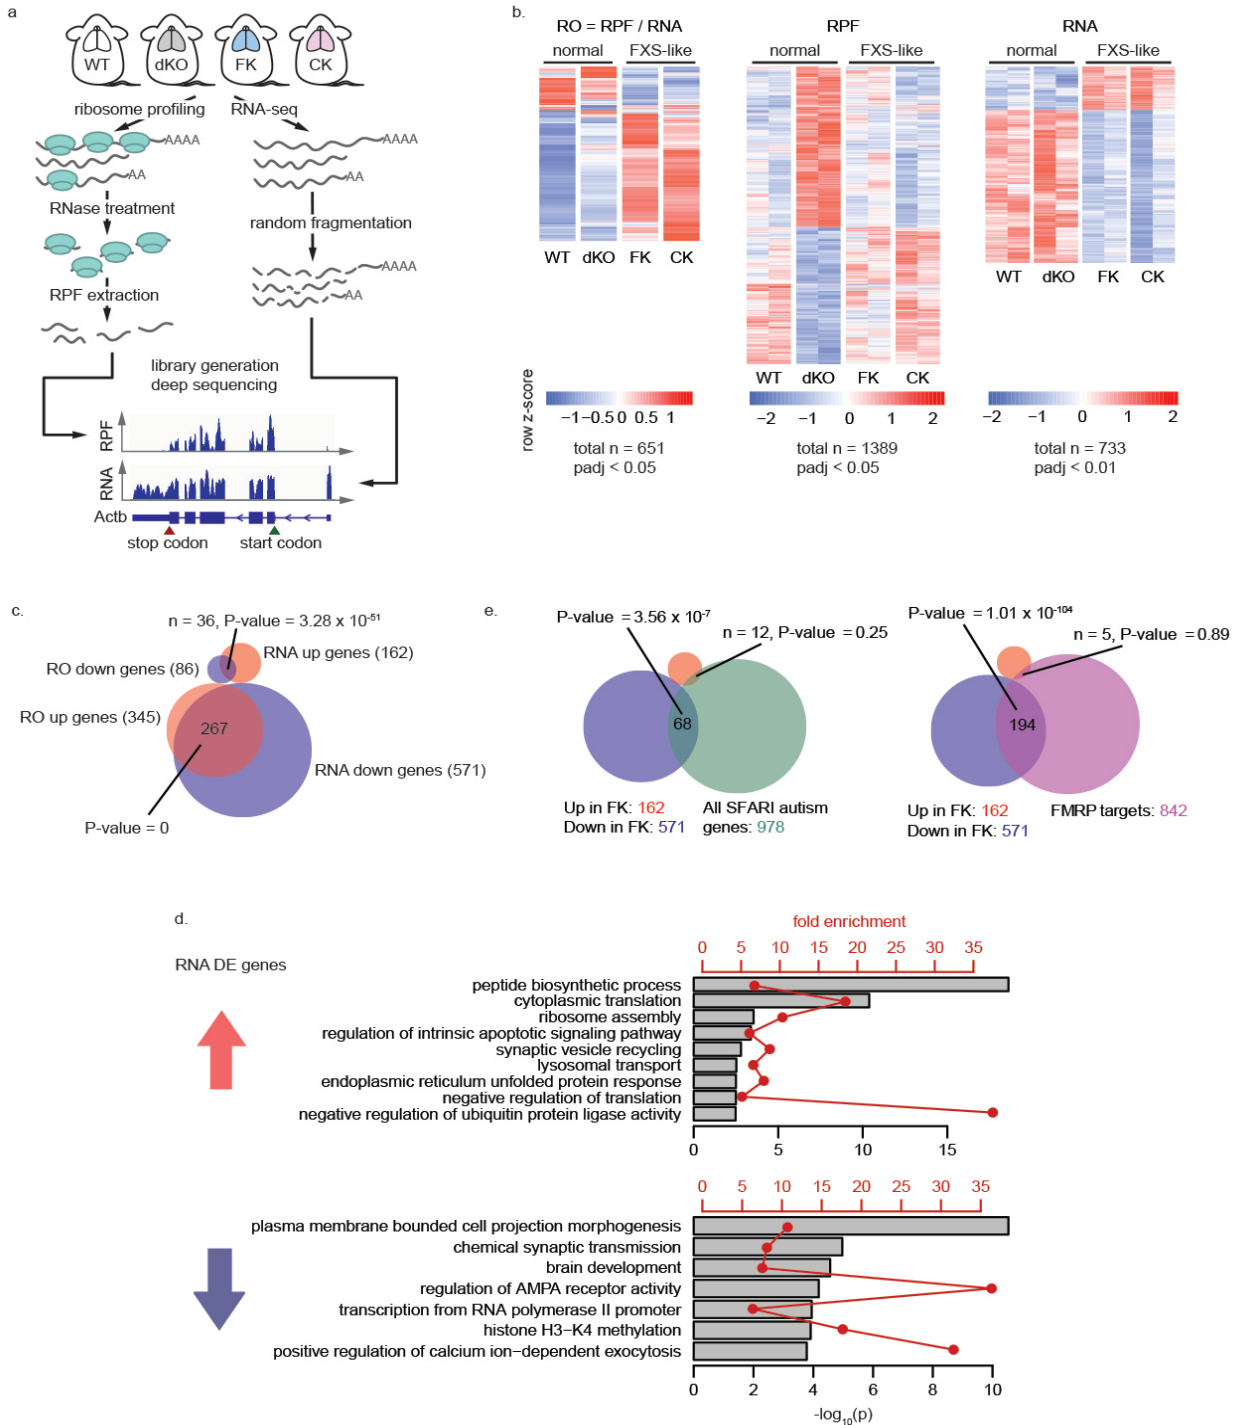 a
WT
dKO
FK
CK
ribosome profiling
RNA-seq
AAAA
AAAA
AA
AA
RNase treatment
random fragmentation
AAAA
RPF extraction
AA
library generation
deep sequencing
RPF
RNA
Actb
stop codon
start codon
b.
RO = RPF / RNA
RPF
RNA
normal
FXS-like
normal
FXS-like
normal
FXS-like
WT
dKO
FK
CK
WT
dKO
FK
CK
WT
dKO
FK
CK
row z-score
−1 −0.5 0 0.5 1
−2 −1 0 1 2
−2 −1 0 1 2
total n = 651
padj < 0.05
total n = 1389
padj < 0.05
total n = 733
padj < 0.01
c.
n = 36, P-value = 3.28 x 10-51
RO down genes (86)
RNA up genes (162)
RO up genes (345)
267
RNA down genes (571)
P-value = 0
e.
P-value = 3.56 x 10-7
n = 12, P-value = 0.25
68
Up in FK: 162
Down in FK: 571
All SFARI autism
genes: 978
P-value = 1.01 x 10-104
n = 5, P-value = 0.89
194
Up in FK: 162
Down in FK: 571
FMRP targets: 842
d.
RNA DE genes
fold enrichment
0 5 10 15 20 25 30 35
peptide biosynthetic process
cytoplasmic translation
ribosome assembly
regulation of intrinsic apoptotic signaling pathway
synaptic vesicle recycling
lysosomal transport
endoplasmic reticulum unfolded protein response
negative regulation of translation
negative regulation of ubiquitin protein ligase activity
0 5 10 15
0 5 10 15 20 25 30 35
plasma membrane bounded cell projection morphogenesis
chemical synaptic transmission
brain development
regulation of AMPA receptor activity
transcription from RNA polymerase II promoter
histone H3−K4 methylation
positive regulation of calcium ion-dependent exocytosis
0 2 4 6 8 10
-log10(p)